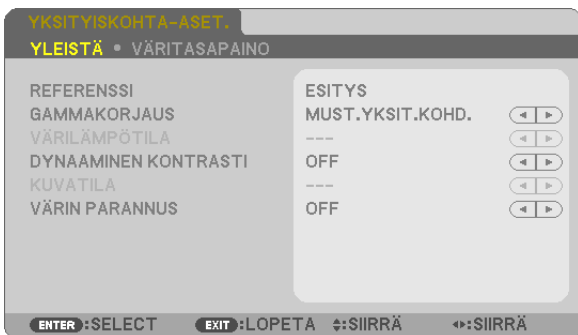 YKSITYISKOHTA-ASET.
YLEISTÄ • VÄRITASAPAINO
REFERENSSI ESITYS
GAMMAKORJAUS MUST.YKSIT.KOHD.
VÄRILÄMPÖTILA ---
DYNAAMINEN KONTRASTI OFF
KUVATILA ---
VÄRIN PARANNUS OFF
ENTER :SELECT EXIT :LOPETA :SIIRRÄ :SIIRRÄ